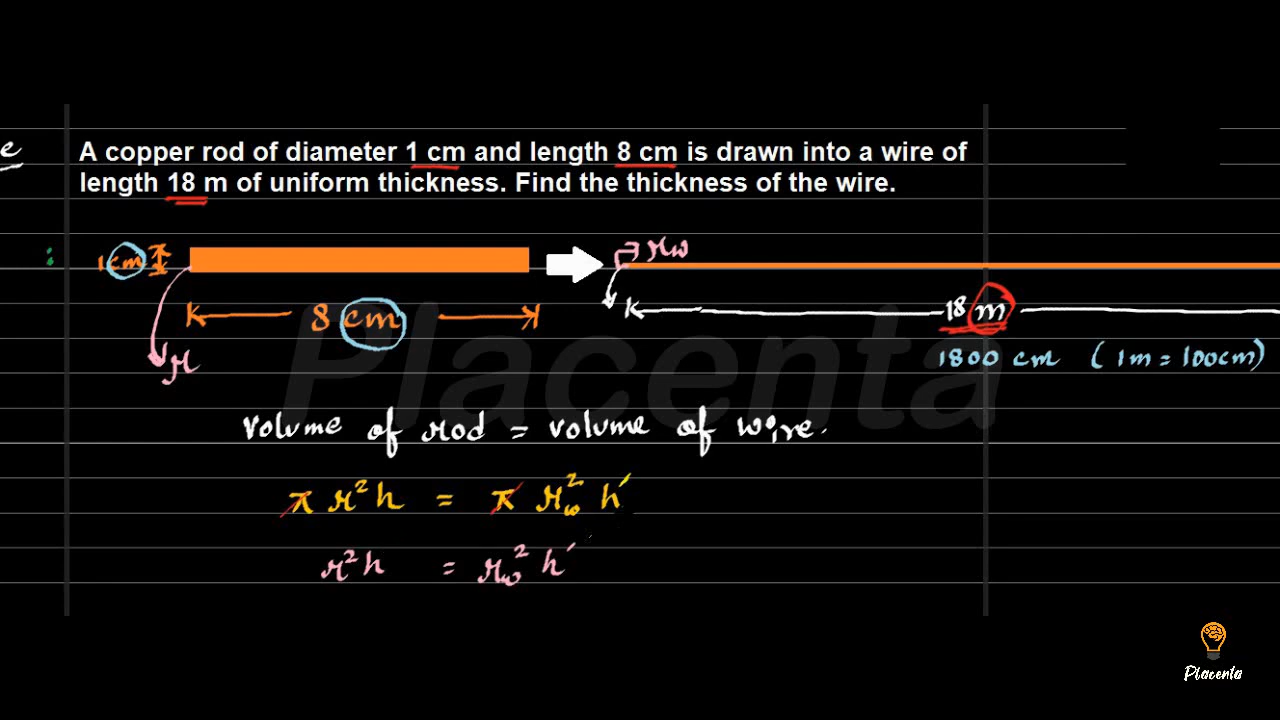 e
A copper rod of diameter 1 cm and length 8 cm is drawn into a wire of
length 18 m of uniform thickness. Find the thickness of the wire.
:
1cm
rw
8 cm
18 m
r
1800 cm (1m = 100cm)
Placenta
volume of rod = volume of wire.
π r²h = π rw² h′
r²h = rw² h′
Placenta